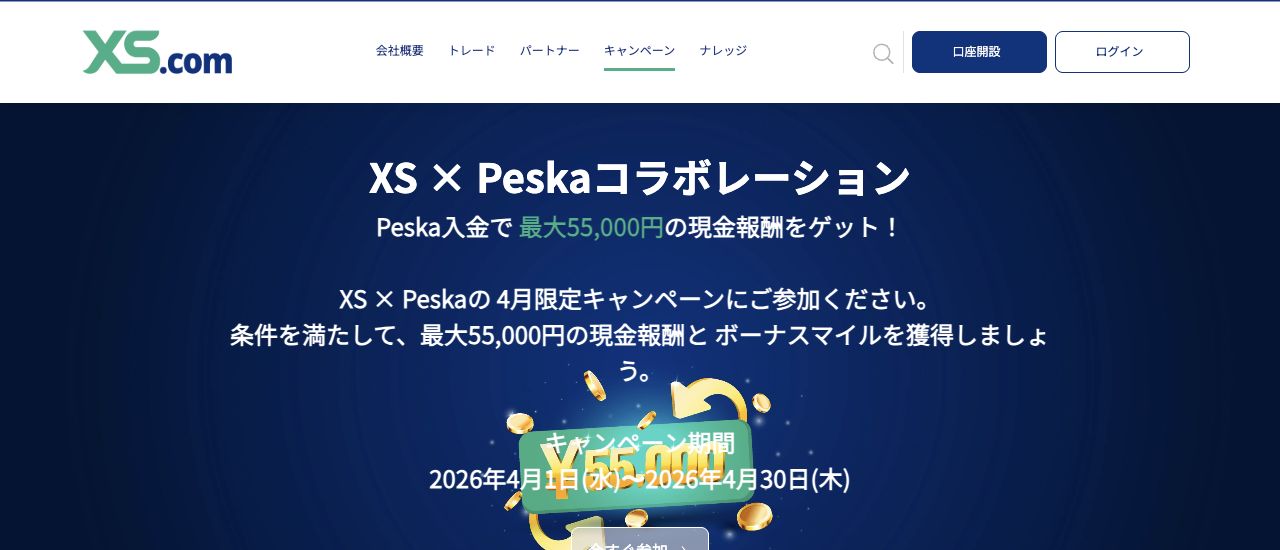 XS.com
会社概要 トレード パートナー キャンペーン ナレッジ 口座開設 ログイン
XS × Peskaコラボレーション
Peska入金で 最大55,000円の現金報酬をゲット！
XS × Peskaの 4月限定キャンペーンにご参加ください。
条件を満たして、最大55,000円の現金報酬と ボーナスマイルを獲得しましょ
う。
キャンペーン期間
¥55,000
2026年4月1日(水)～2026年4月30日(木)
今すぐ参加